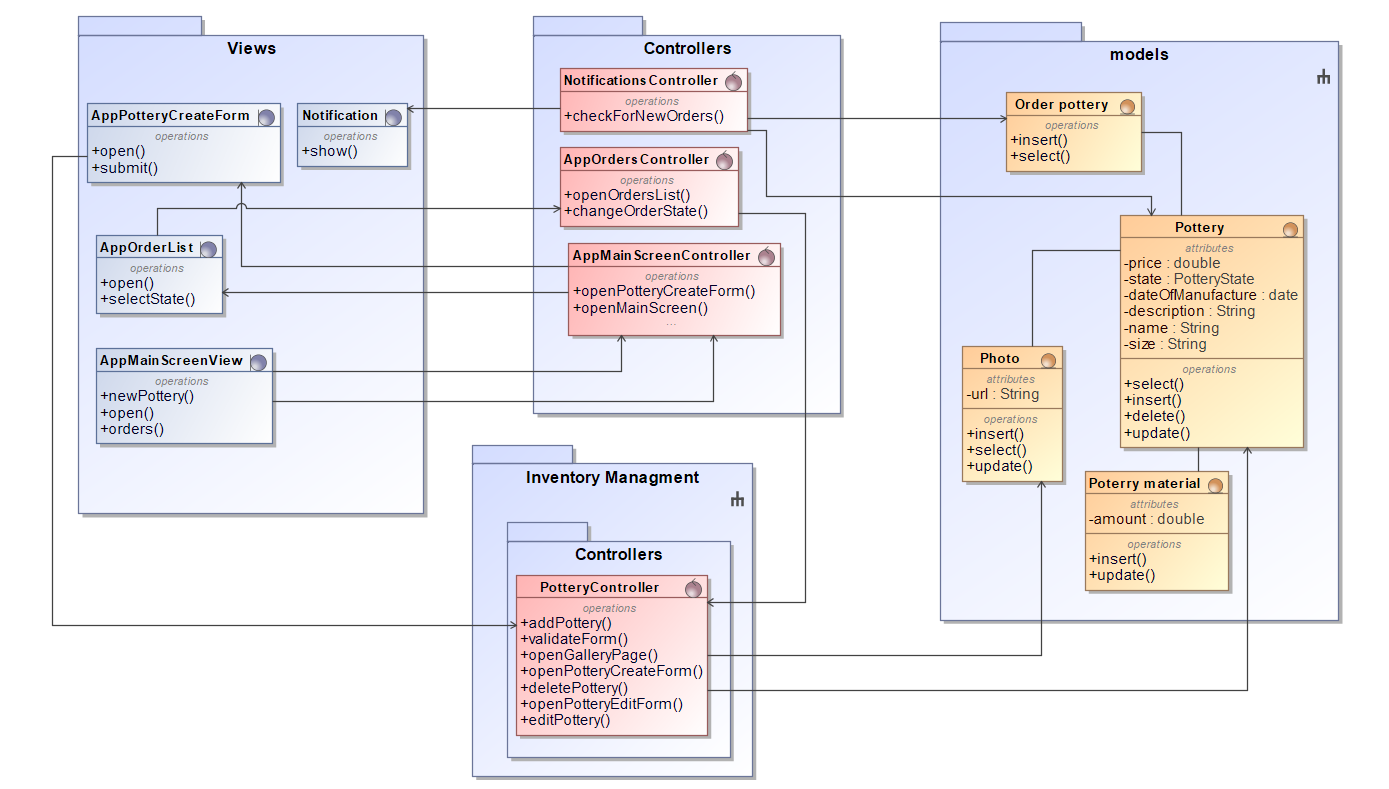 Views
AppPotteryCreateForm
operations
+open()
+submit()
Notification
operations
+show()
AppOrderList
operations
+open()
+selectState()
AppMainScreenView
operations
+newPottery()
+open()
+orders()
Controllers
NotificationsController
operations
+checkForNewOrders()
AppOrdersController
operations
+openOrdersList()
+changeOrderState()
AppMainScreenController
operations
+openPotteryCreateForm()
+openMainScreen()
...
Inventory Managment
Controllers
PotteryController
operations
+addPottery()
+validateForm()
+openGalleryPage()
+openPotteryCreateForm()
+deletePottery()
+openPotteryEditForm()
+editPottery()
models
Order pottery
operations
+insert()
+select()
Pottery
attributes
-price : double
-state : PotteryState
-dateOfManufacture : date
-description : String
-name : String
-size : String
operations
+select()
+insert()
+delete()
+update()
Photo
attributes
-url : String
operations
+insert()
+select()
+update()
Poterry material
attributes
-amount : double
operations
+insert()
+update()